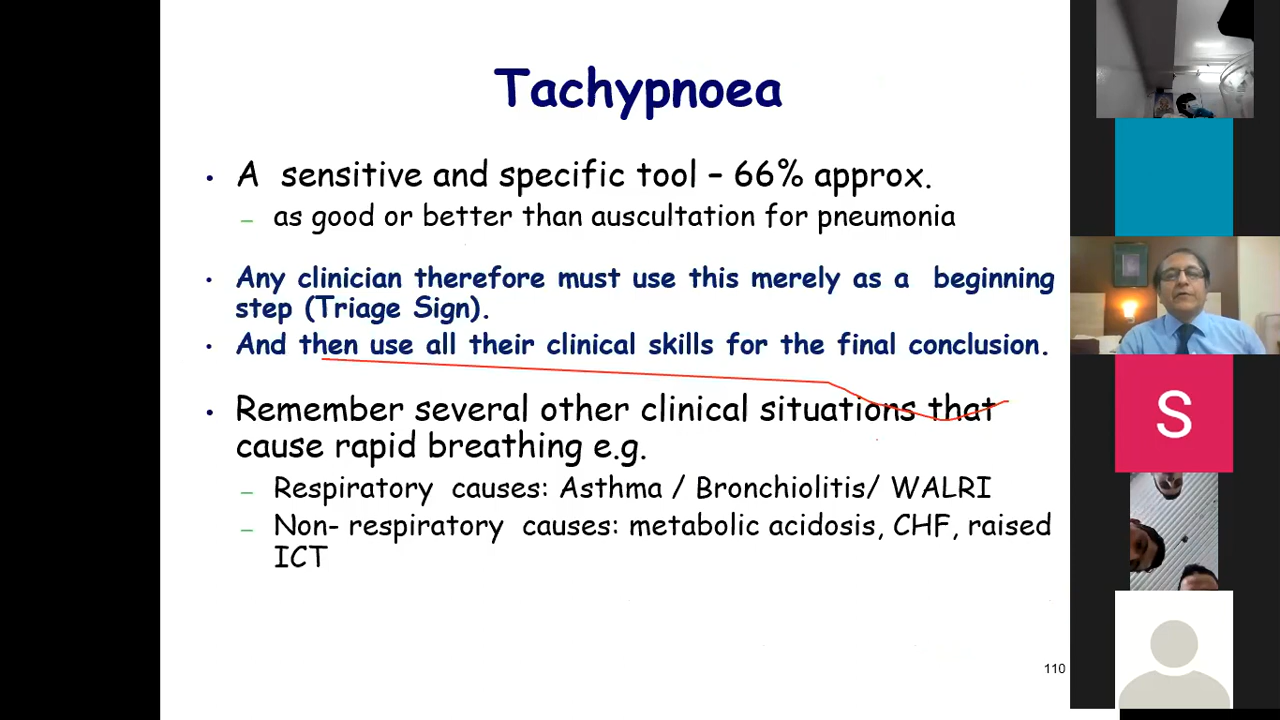 Tachypnoea
• A sensitive and specific tool – 66% approx.
– as good or better than auscultation for pneumonia
• Any clinician therefore must use this merely as a beginning
step (Triage Sign).
• And then use all their clinical skills for the final conclusion.
• Remember several other clinical situations that
cause rapid breathing e.g.
– Respiratory causes: Asthma / Bronchiolitis/ WALRI
– Non- respiratory causes: metabolic acidosis, CHF, raised
ICT
110
S